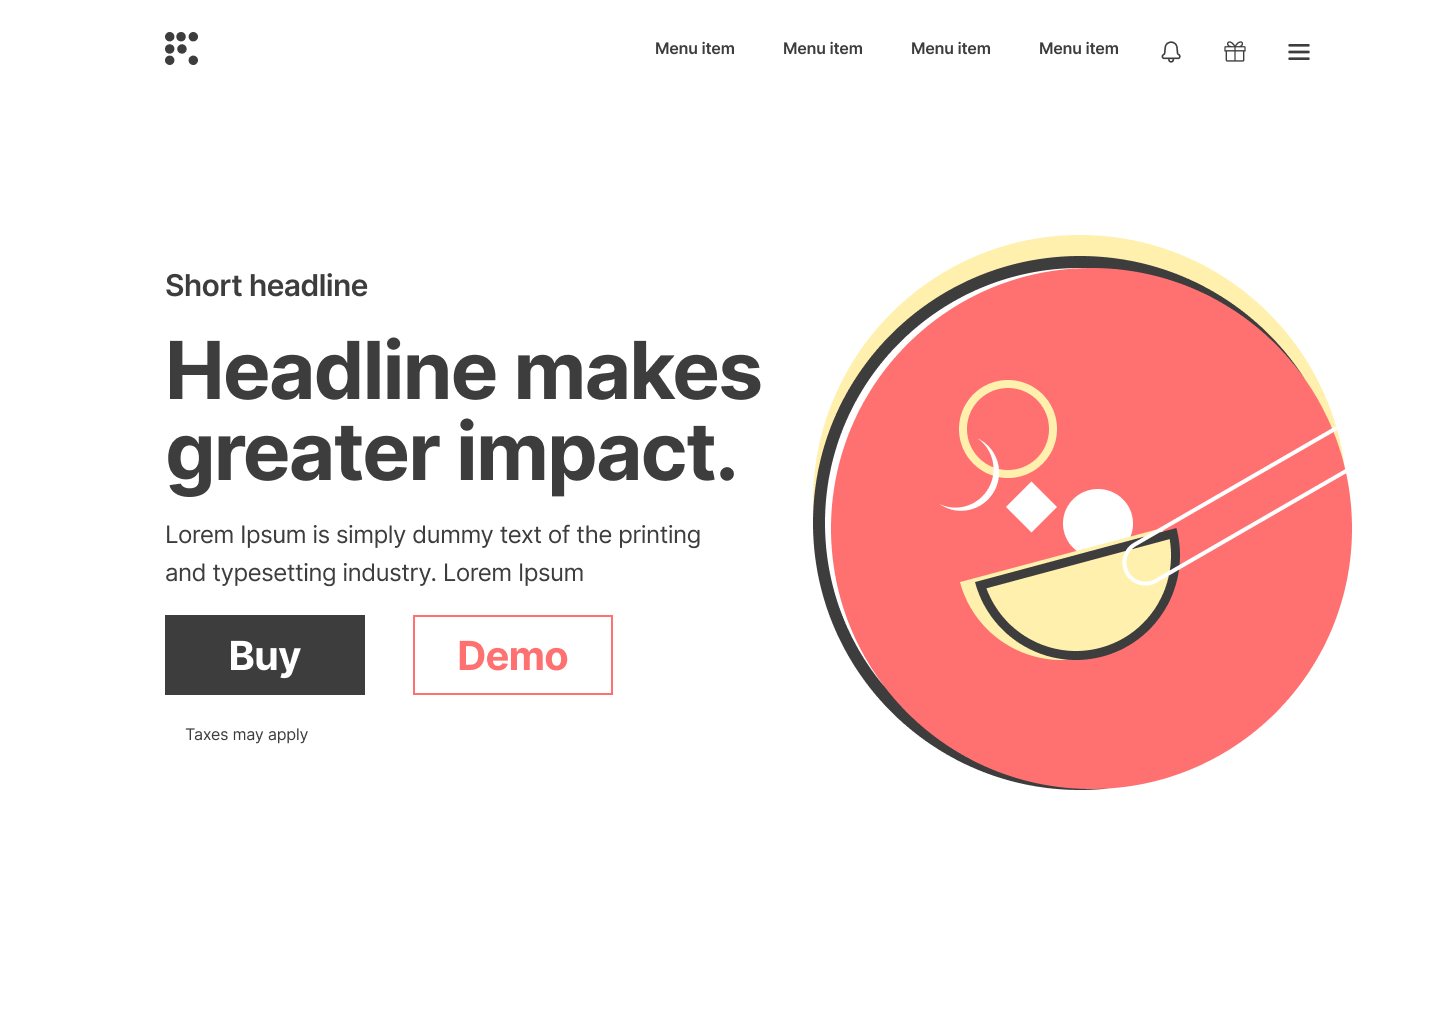 Menu item Menu item Menu item Menu item
Short headline
Headline makes
greater impact.
Lorem Ipsum is simply dummy text of the printing
and typesetting industry. Lorem Ipsum
Buy Demo
Taxes may apply